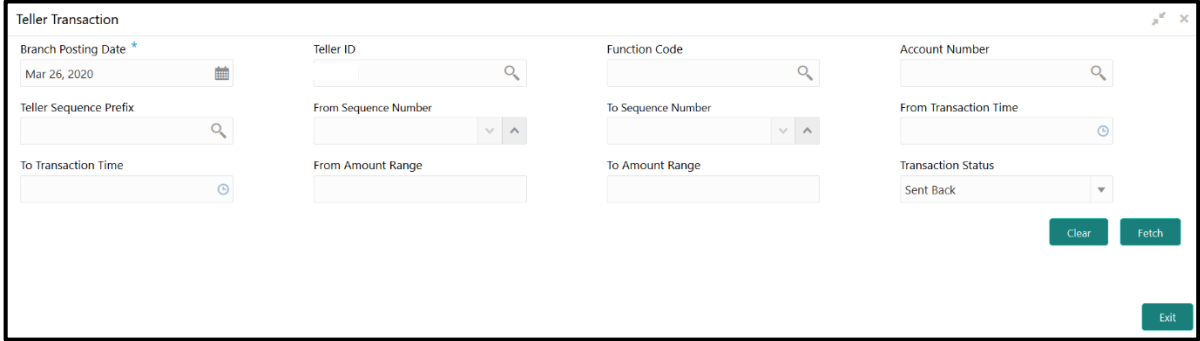 Teller Transaction
Branch Posting Date * Teller ID Function Code Account Number
Mar 26, 2020
Teller Sequence Prefix From Sequence Number To Sequence Number From Transaction Time
To Transaction Time From Amount Range To Amount Range Transaction Status
Sent Back
Clear Fetch
Exit